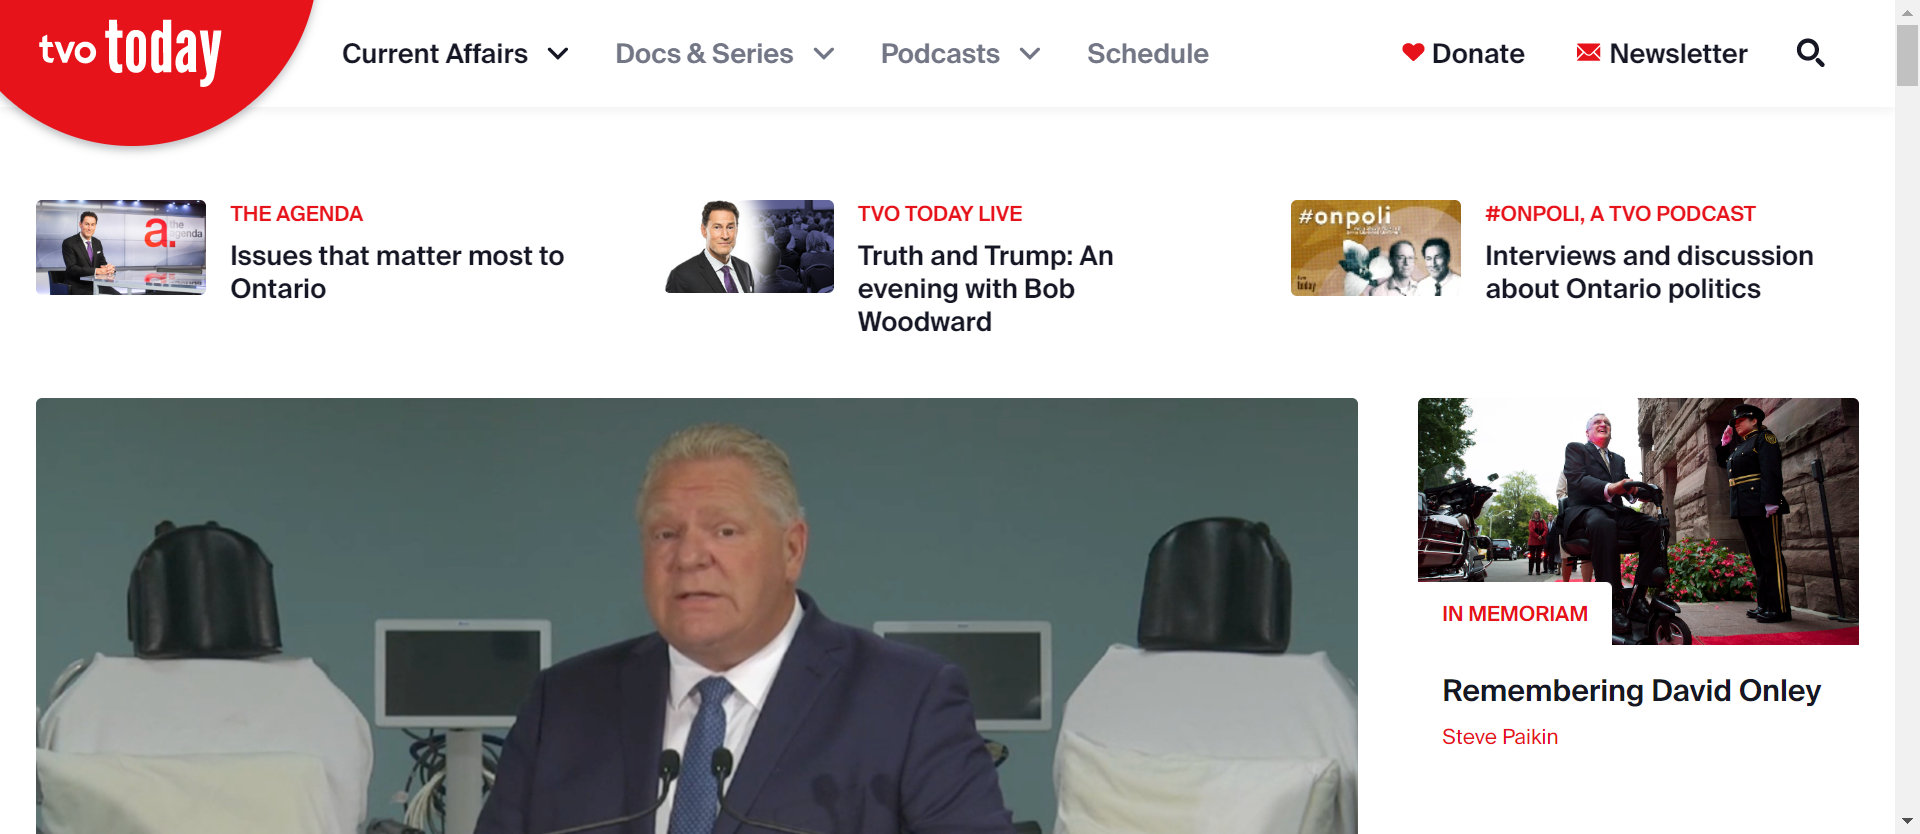 tvo today
Current Affairs
Docs & Series
Podcasts
Schedule
Donate
Newsletter
a. the agenda
THE AGENDA
Issues that matter most to
Ontario
TVO TODAY LIVE
Truth and Trump: An
evening with Bob
Woodward
#onpoli
today
#ONPOLI, A TVO PODCAST
Interviews and discussion
about Ontario politics
IN MEMORIAM
Remembering David Onley
Steve Paikin